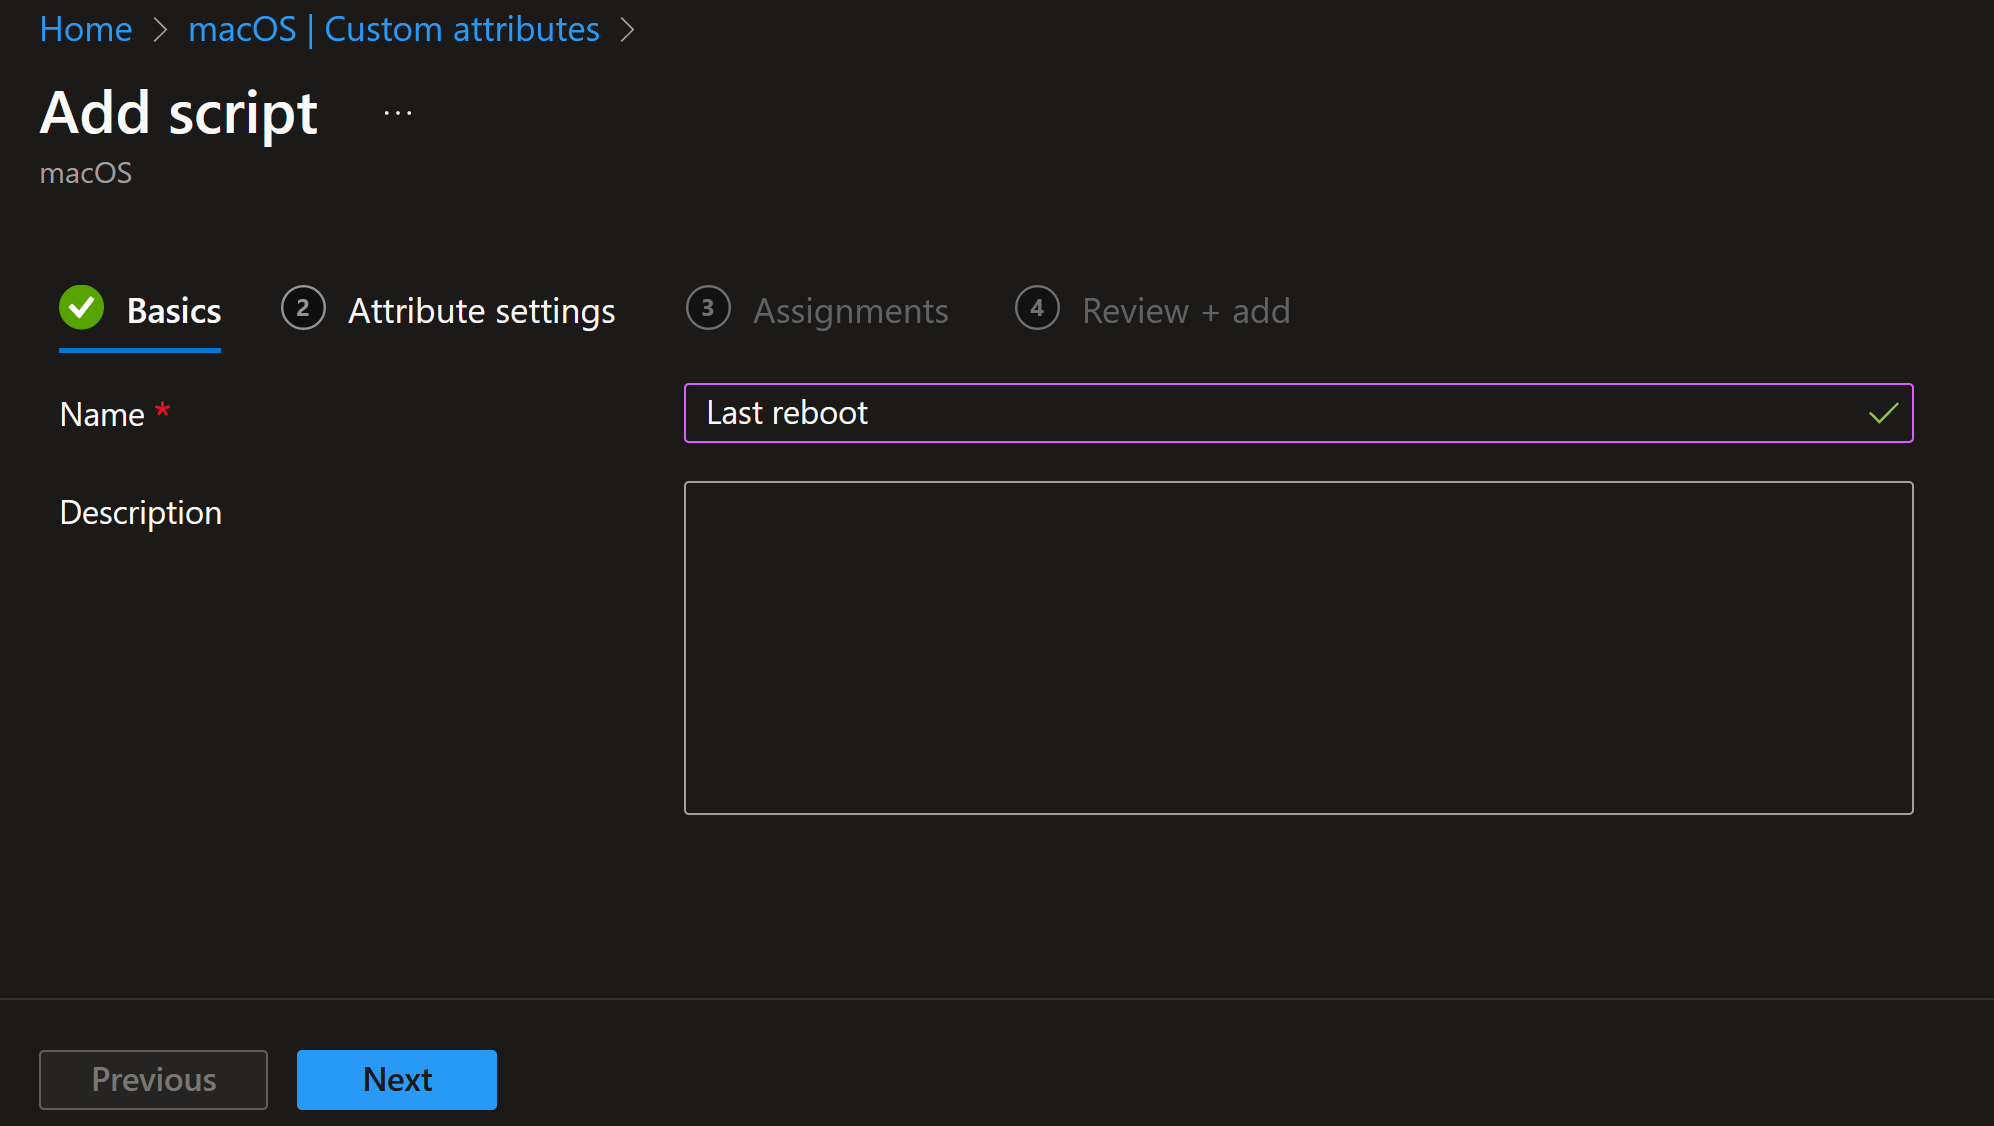 Home > macOS | Custom attributes >
Add script ...
macOS
Basics 2 Attribute settings 3 Assignments 4 Review + add
Name * Last reboot
Description
Previous Next